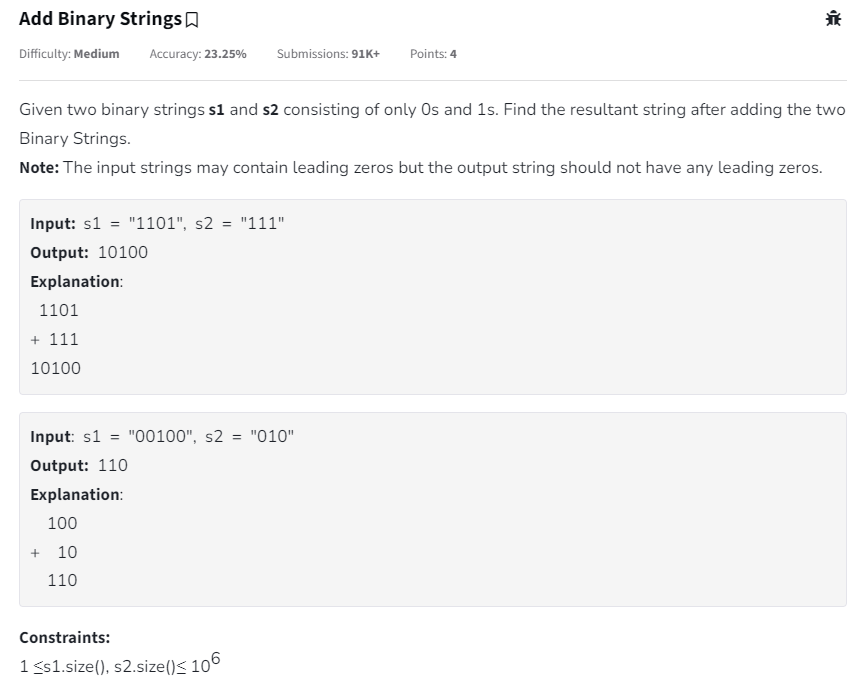 Add Binary Strings
Difficulty: Medium Accuracy: 23.25% Submissions: 91K+ Points: 4
Given two binary strings s1 and s2 consisting of only 0s and 1s. Find the resultant string after adding the two
Binary Strings.
Note: The input strings may contain leading zeros but the output string should not have any leading zeros.
Input: s1 = "1101", s2 = "111"
Output: 10100
Explanation:
1101
+ 111
10100
Input: s1 = "00100", s2 = "010"
Output: 110
Explanation:
100
+ 10
110
Constraints:
1 ≤s1.size(), s2.size()≤ 10⁶